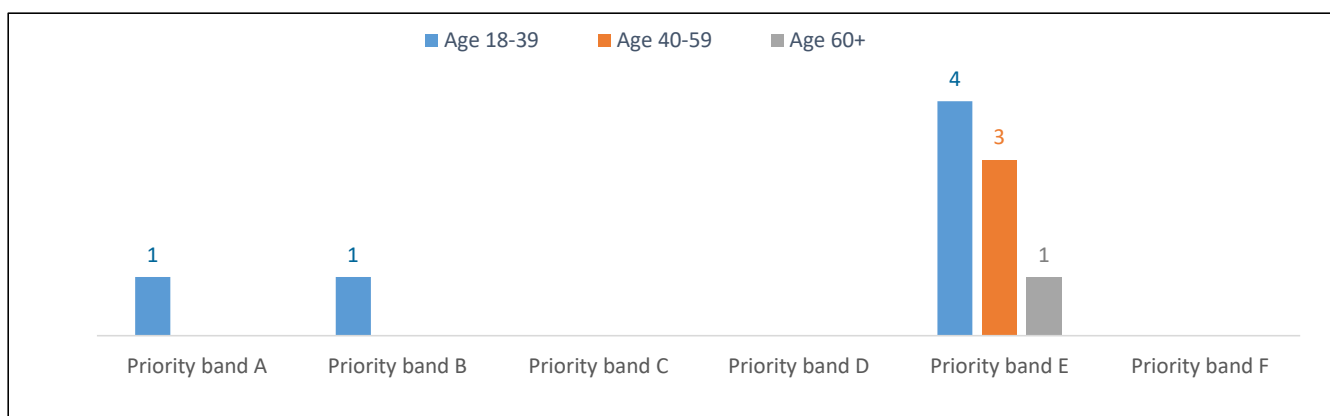 Age 18-39 Age 40-59 Age 60+
4
3
1 1 1
Priority band A Priority band B Priority band C Priority band D Priority band E Priority band F